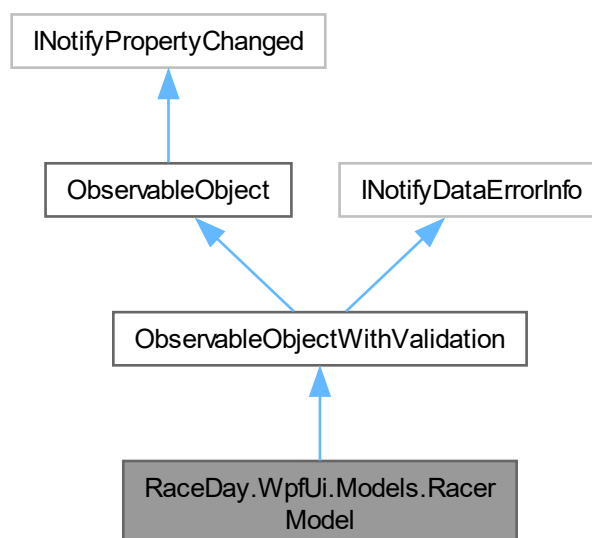 INotifyPropertyChanged
ObservableObject
INotifyDataErrorInfo
ObservableObjectWithValidation
RaceDay.WpfUi.Models.Racer
Model